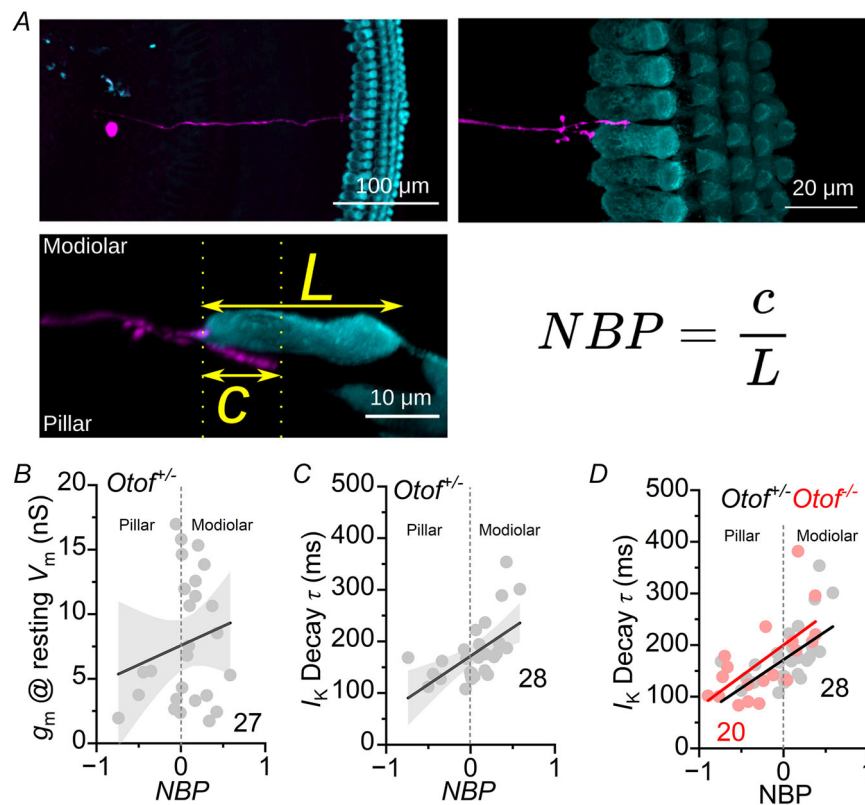 A
100 μm
20 μm
Modiolar
L
c
10 μm
Pillar
NBP = c / L
B
Otof+/-
20
15
10
5
0
Pillar
Modiolar
gm @ resting Vm (nS)
27
−1
0
1
NBP
C
Otof+/-
500
400
300
200
100
0
Pillar
Modiolar
IK Decay τ (ms)
28
−1
0
1
NBP
D
Otof+/- Otof-/-
500
400
300
200
100
0
Pillar
Modiolar
IK Decay τ (ms)
28
20
−1
0
1
NBP